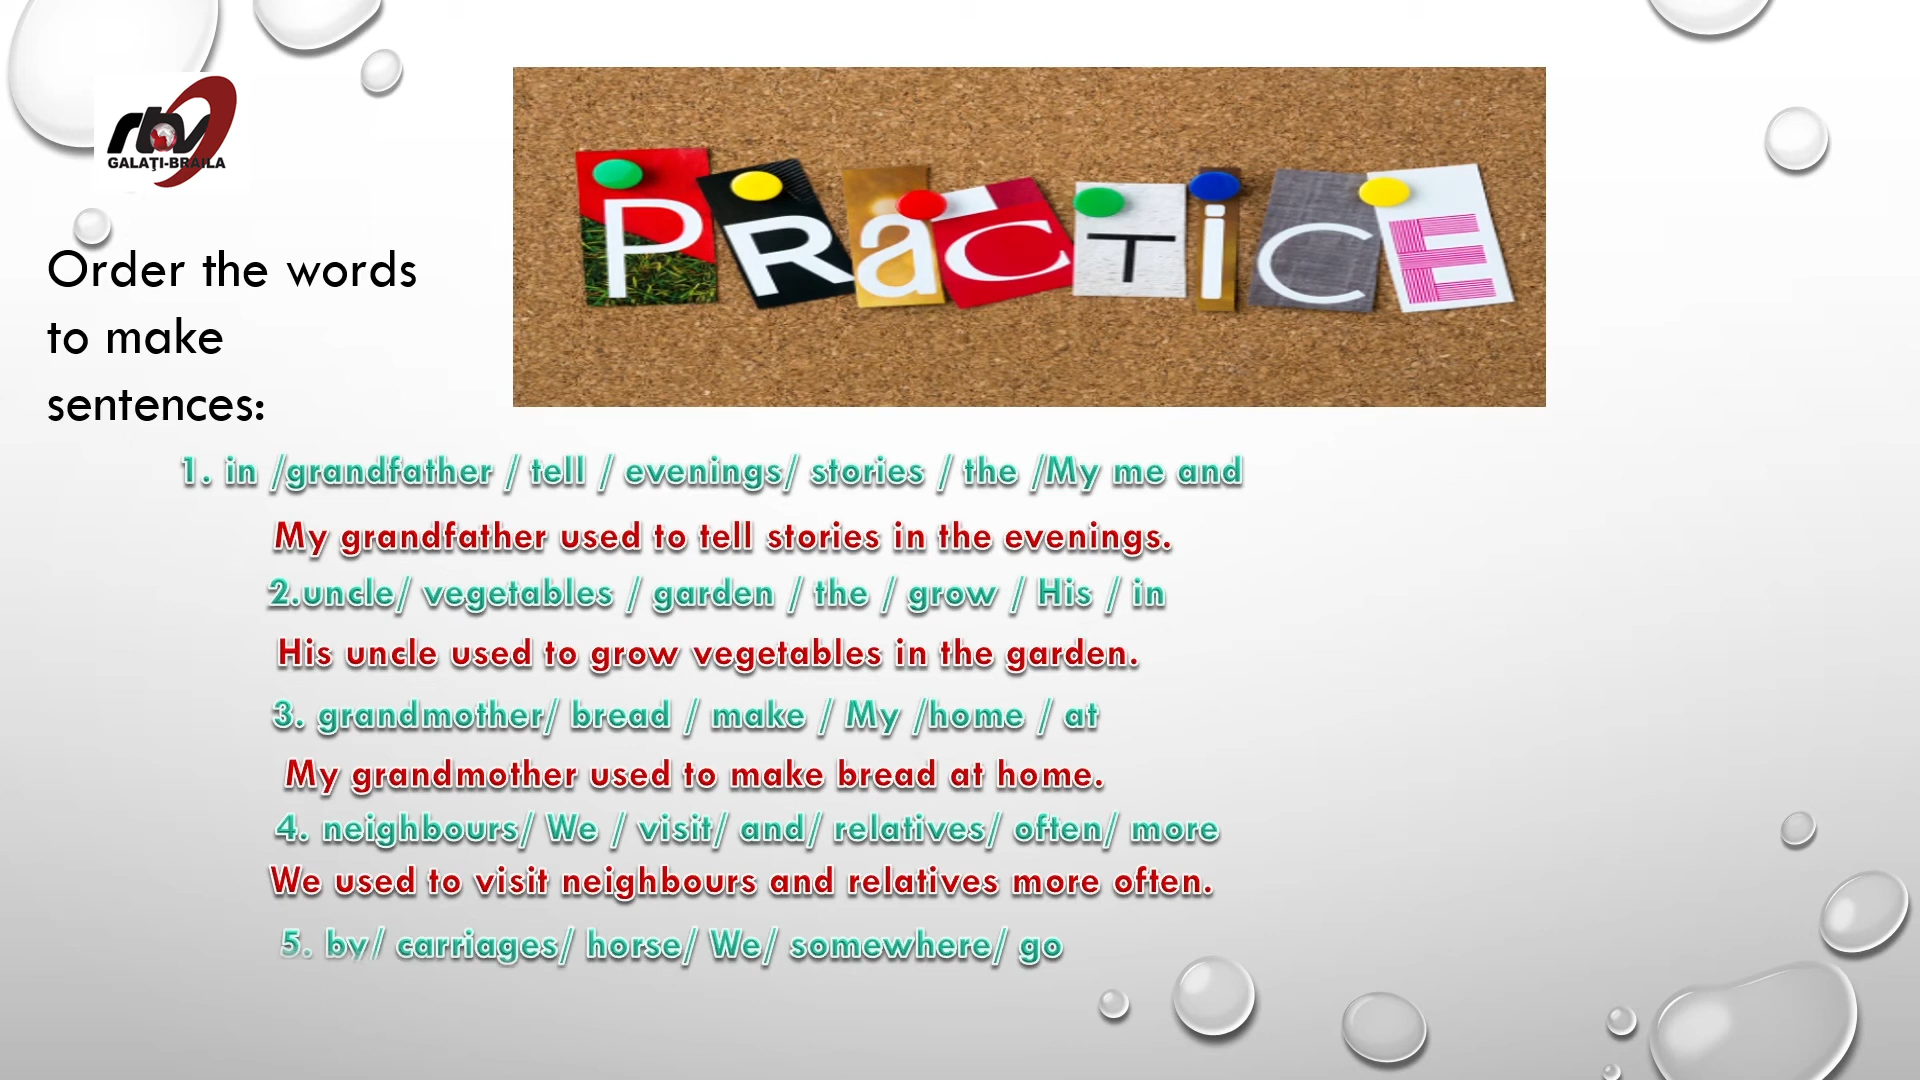 rtv
GALAŢI-BRAILA
PRaCTiCE
Order the words
to make
sentences:
1. in /grandfather / tell / evenings/ stories / the /My me and
My grandfather used to tell stories in the evenings.
2.uncle/ vegetables / garden / the / grow / His / in
His uncle used to grow vegetables in the garden.
3. grandmother/ bread / make / My /home / at
My grandmother used to make bread at home.
4. neighbours/ We / visit/ and/ relatives/ often/ more
We used to visit neighbours and relatives more often.
5. by/ carriages/ horse/ We/ somewhere/ go